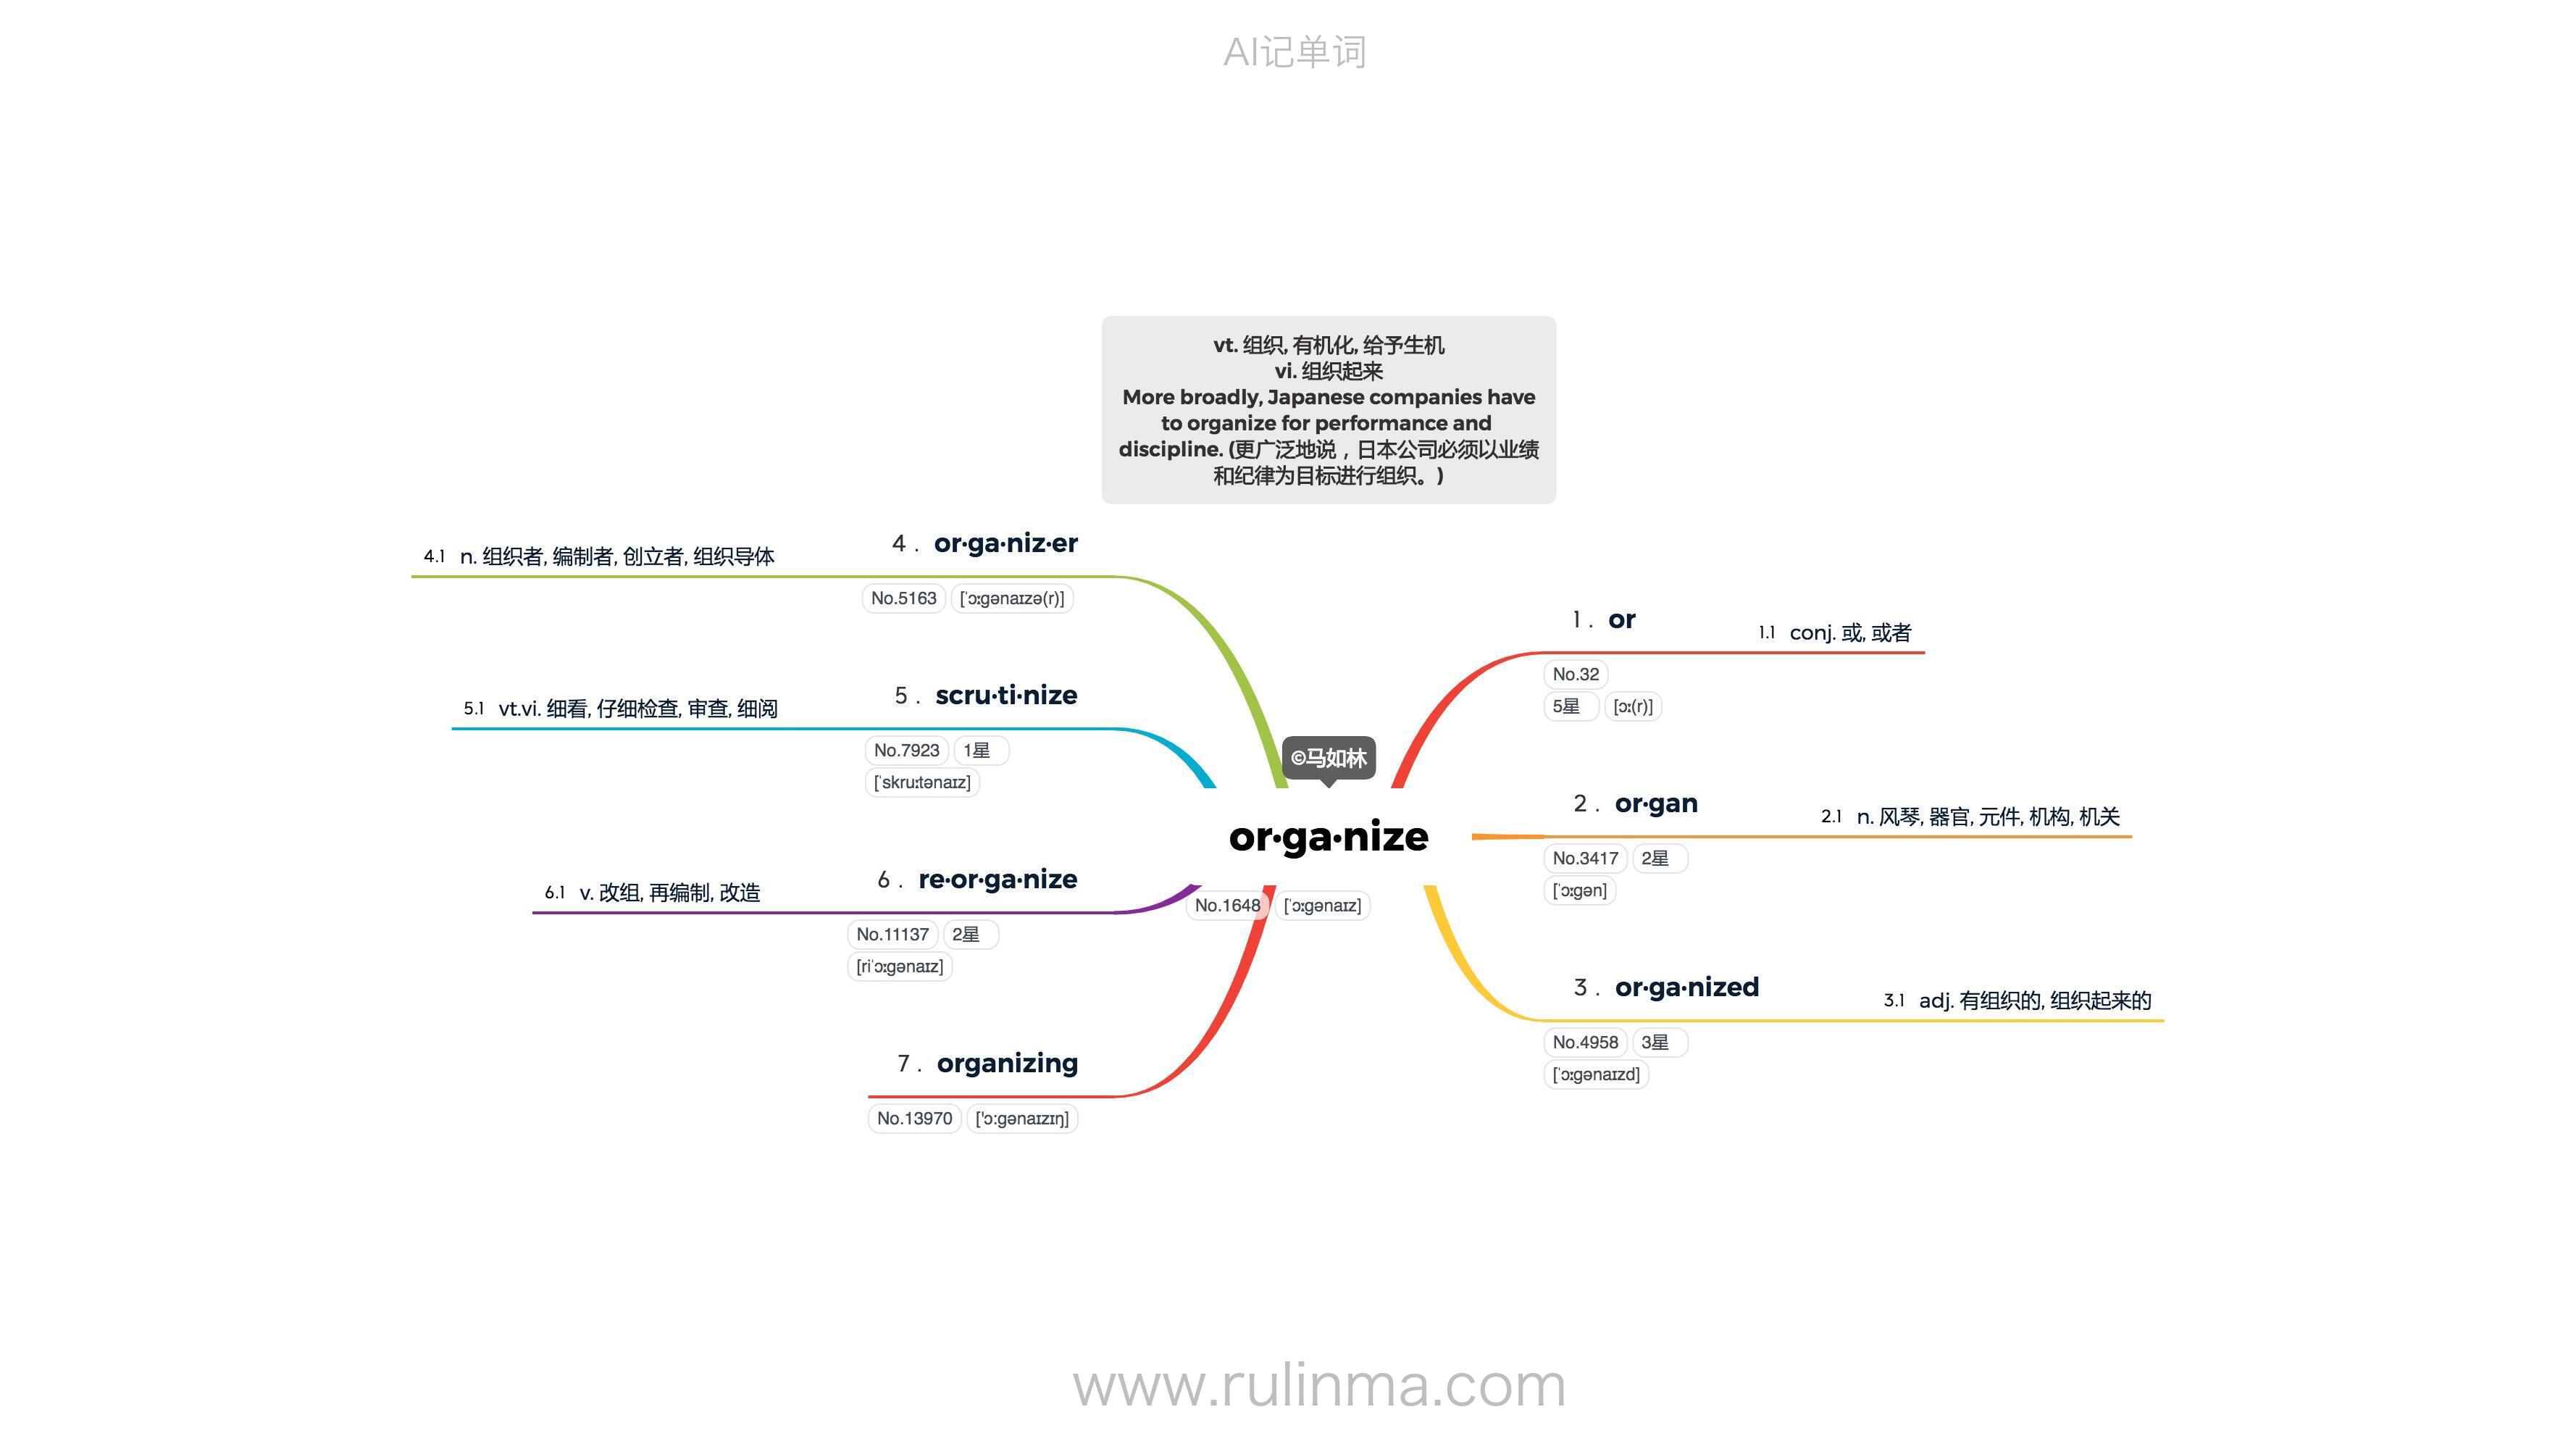 AI记单词
vt. 组织, 有机化, 给予生机
vi. 组织起来
More broadly, Japanese companies have
to organize for performance and
discipline. (更广泛地说，日本公司必须以业绩
和纪律为目标进行组织。)
©马如林
or·ga·nize
No.1648 [ˈɔːɡənaɪz]
1 . or
No.32
5星 [ɔː(r)]
1.1 conj. 或, 或者
2 . or·gan
No.3417 2星
[ˈɔːɡən]
2.1 n. 风琴, 器官, 元件, 机构, 机关
3 . or·ga·nized
No.4958 3星
[ˈɔːɡənaɪzd]
3.1 adj. 有组织的, 组织起来的
4 . or·ga·niz·er
No.5163 [ˈɔːɡənaɪzə(r)]
4.1 n. 组织者, 编制者, 创立者, 组织导体
5 . scru·ti·nize
No.7923 1星
[ˈskruːtənaɪz]
5.1 vt.vi. 细看, 仔细检查, 审查, 细阅
6 . re·or·ga·nize
No.11137 2星
[riˈɔːɡənaɪz]
6.1 v. 改组, 再编制, 改造
7 . organizing
No.13970 ['ɔ:gənaɪzɪŋ]
www.rulinma.com